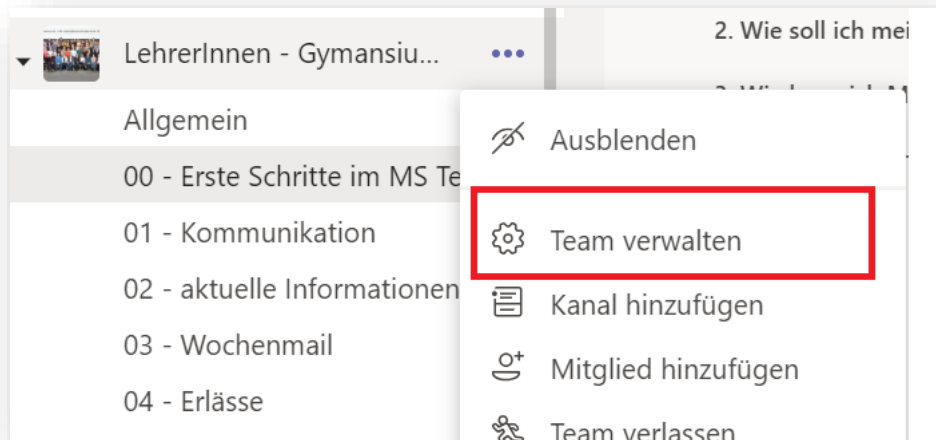 LehrerInnen - Gymansiu...
Allgemein
00 - Erste Schritte im MS Te
01 - Kommunikation
02 - aktuelle Informationen
03 - Wochenmail
04 - Erlässe
2. Wie soll ich mei
Ausblenden
Team verwalten
Kanal hinzufügen
Mitglied hinzufügen
Team verlassen